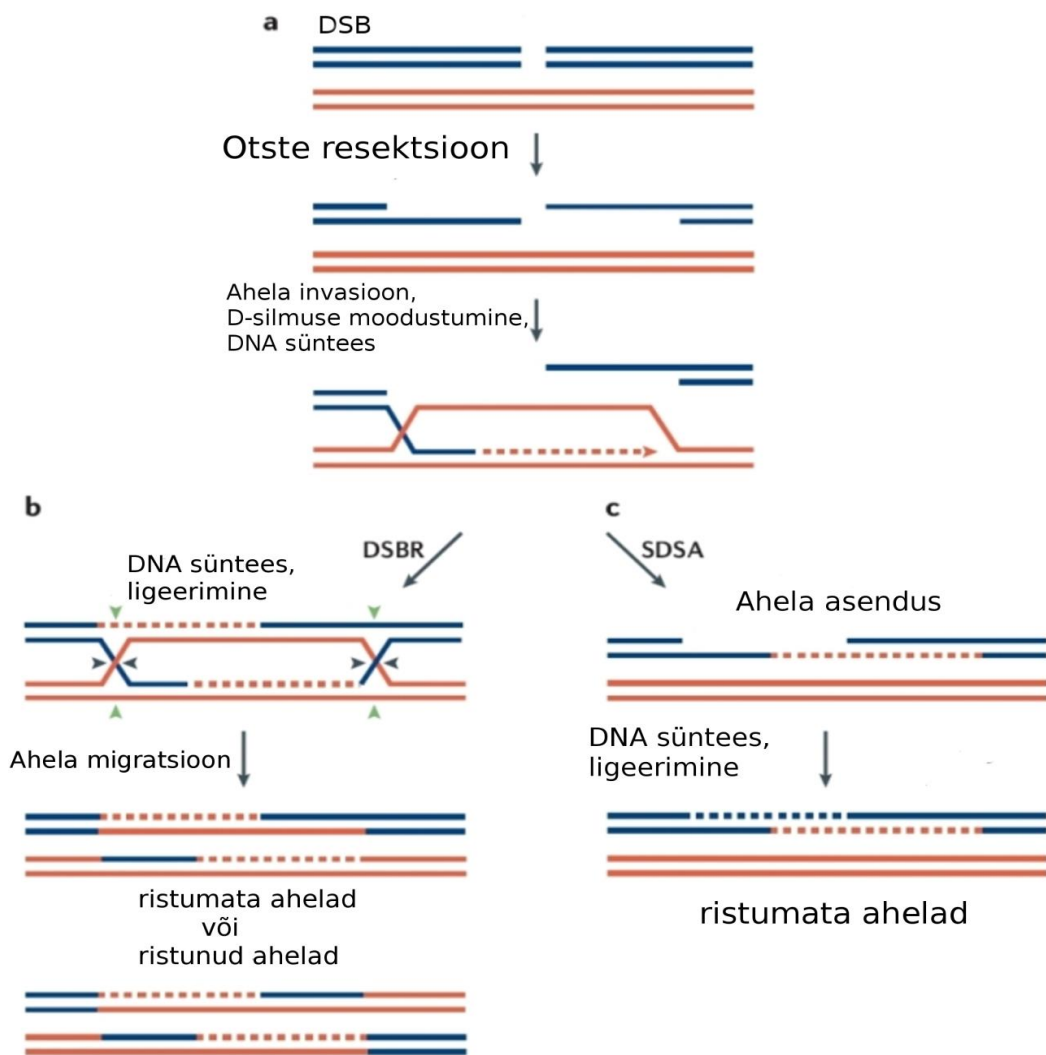 a DSB
Otste resektsioon
Ahela invasioon,
D-silmuse moodustumine,
DNA süntees
b
DSBR
DNA süntees,
ligeerimine
Ahela migratsioon
ristumata ahelad
või
ristunud ahelad
c
SDSA
Ahela asendus
DNA süntees,
ligeerimine
ristumata ahelad